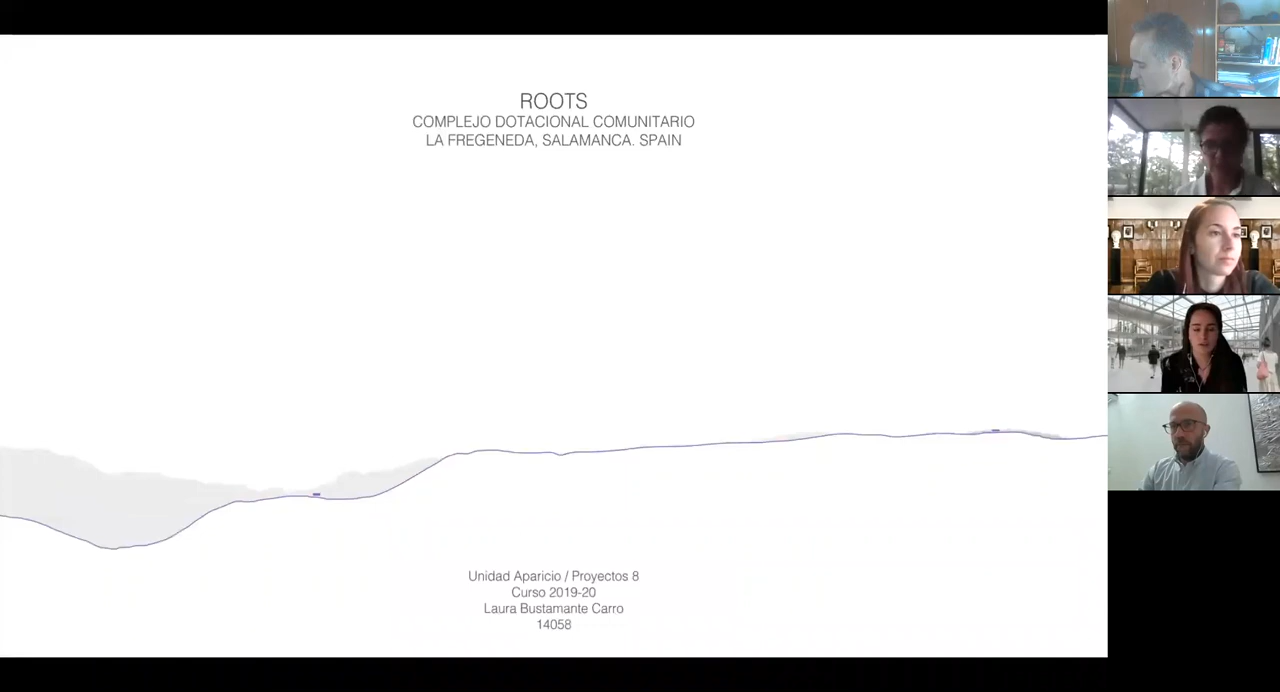 ROOTS
COMPLEJO DOTACIONAL COMUNITARIO
LA FREGENEDA, SALAMANCA. SPAIN
Unidad Aparicio / Proyectos 8
Curso 2019-20
Laura Bustamante Carro
14058